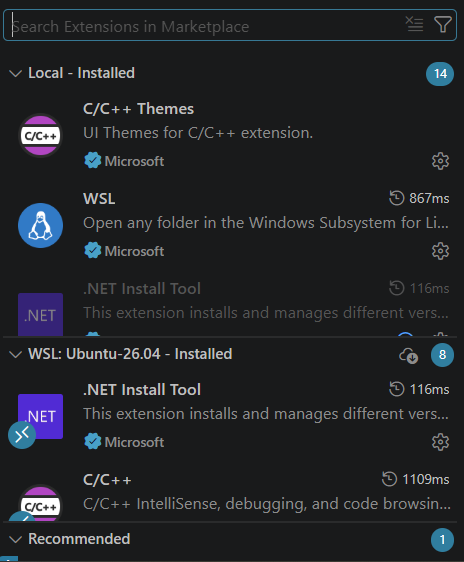 Search Extensions in Marketplace
Local - Installed 14
C/C++ Themes
C/C++
UI Themes for C/C++ extension.
Microsoft
WSL 867ms
Open any folder in the Windows Subsystem for Li...
Microsoft
.NET Install Tool 116ms
.NET
This extension installs and manages different vers...
WSL: Ubuntu-26.04 - Installed 8
.NET Install Tool 116ms
.NET
This extension installs and manages different vers...
Microsoft
C/C++ 1109ms
C/C++
C/C++ IntelliSense, debugging, and code browsin...
Recommended 1